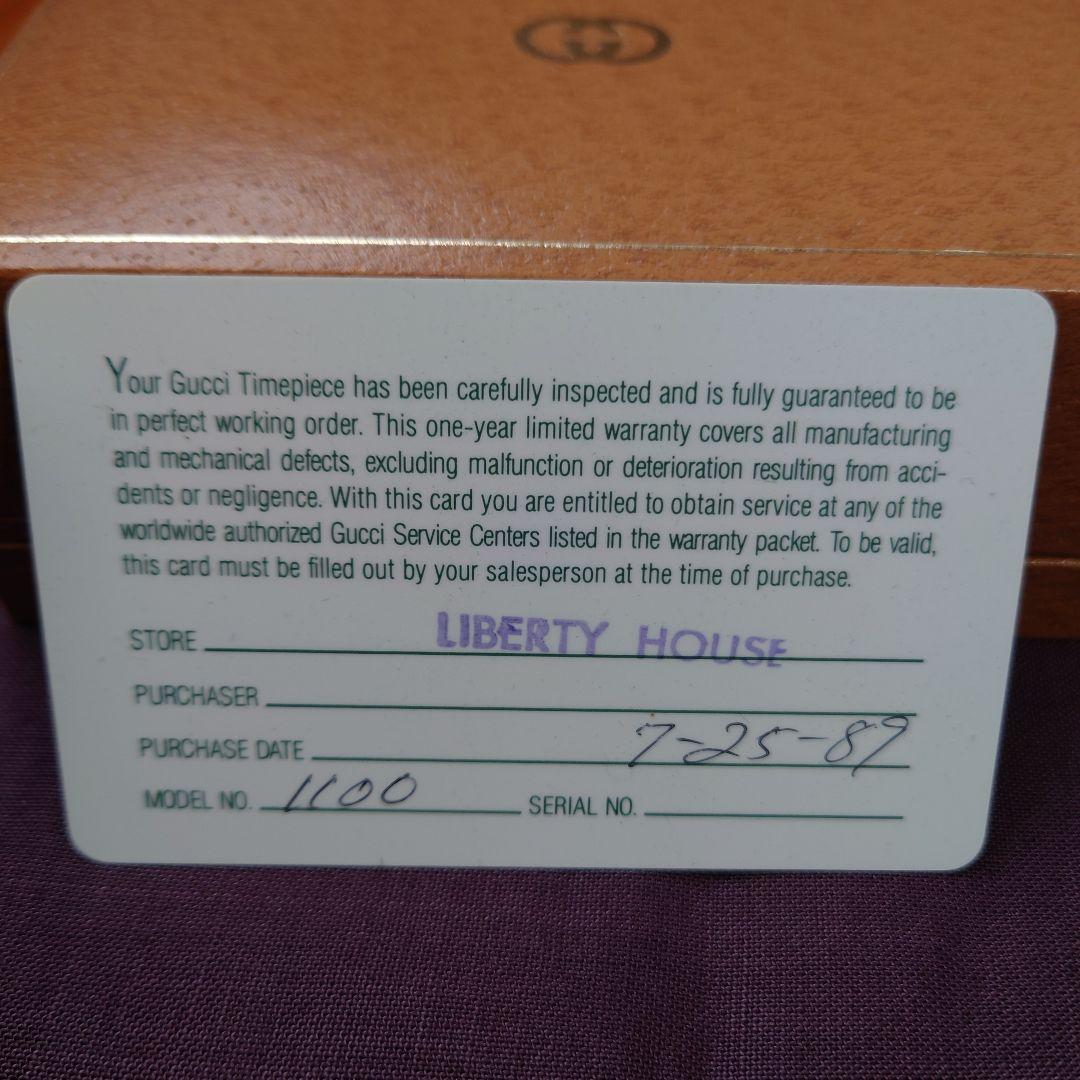 Your Gucci Timepiece has been carefully inspected and is fully guaranteed to be
in perfect working order. This one-year limited warranty covers all manufacturing
and mechanical defects, excluding malfunction or deterioration resulting from acci-
dents or negligence. With this card you are entitled to obtain service at any of the
worldwide authorized Gucci Service Centers listed in the warranty packet. To be valid,
this card must be filled out by your salesperson at the time of purchase.
STORE LIBERTY HOUSE
PURCHASER
PURCHASE DATE 7-25-89
MODEL NO. 1100 SERIAL NO.